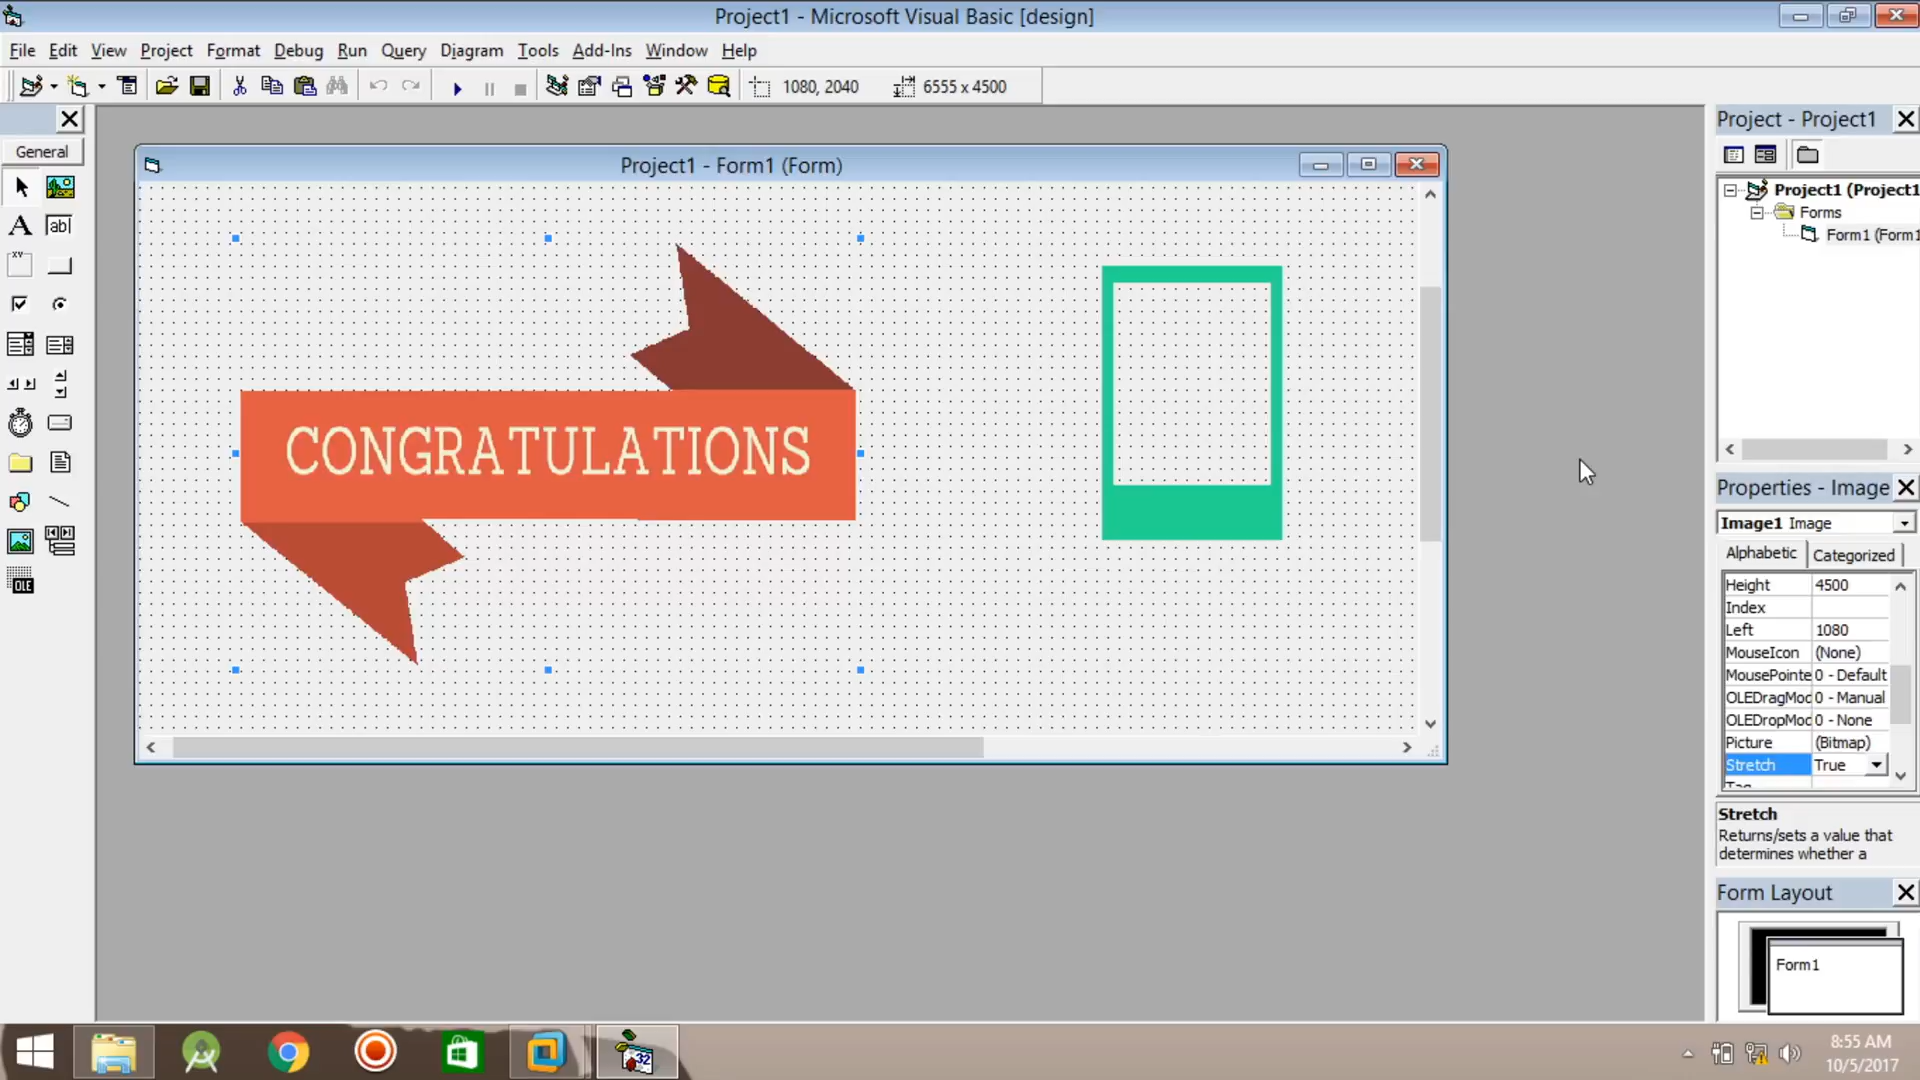 Project1 - Microsoft Visual Basic [design]
File Edit View Project Format Debug Run Query Diagram Tools Add-Ins Window Help
1080, 2040 6555 x 4500
General
Project1 - Form1 (Form)
CONGRATULATIONS
A
abl
xy
OLE
Project - Project1
Project1 (Project1
Forms
Form1 (Form1
Properties - Image
Image1 Image
Alphabetic Categorized
Height 4500
Index
Left 1080
MouseIcon (None)
MousePointe 0 - Default
OLEDragMod 0 - Manual
OLEDropMod 0 - None
Picture (Bitmap)
Stretch True
Stretch
Returns/sets a value that
determines whether a
Form Layout
Form1
32
8:55 AM
10/5/2017